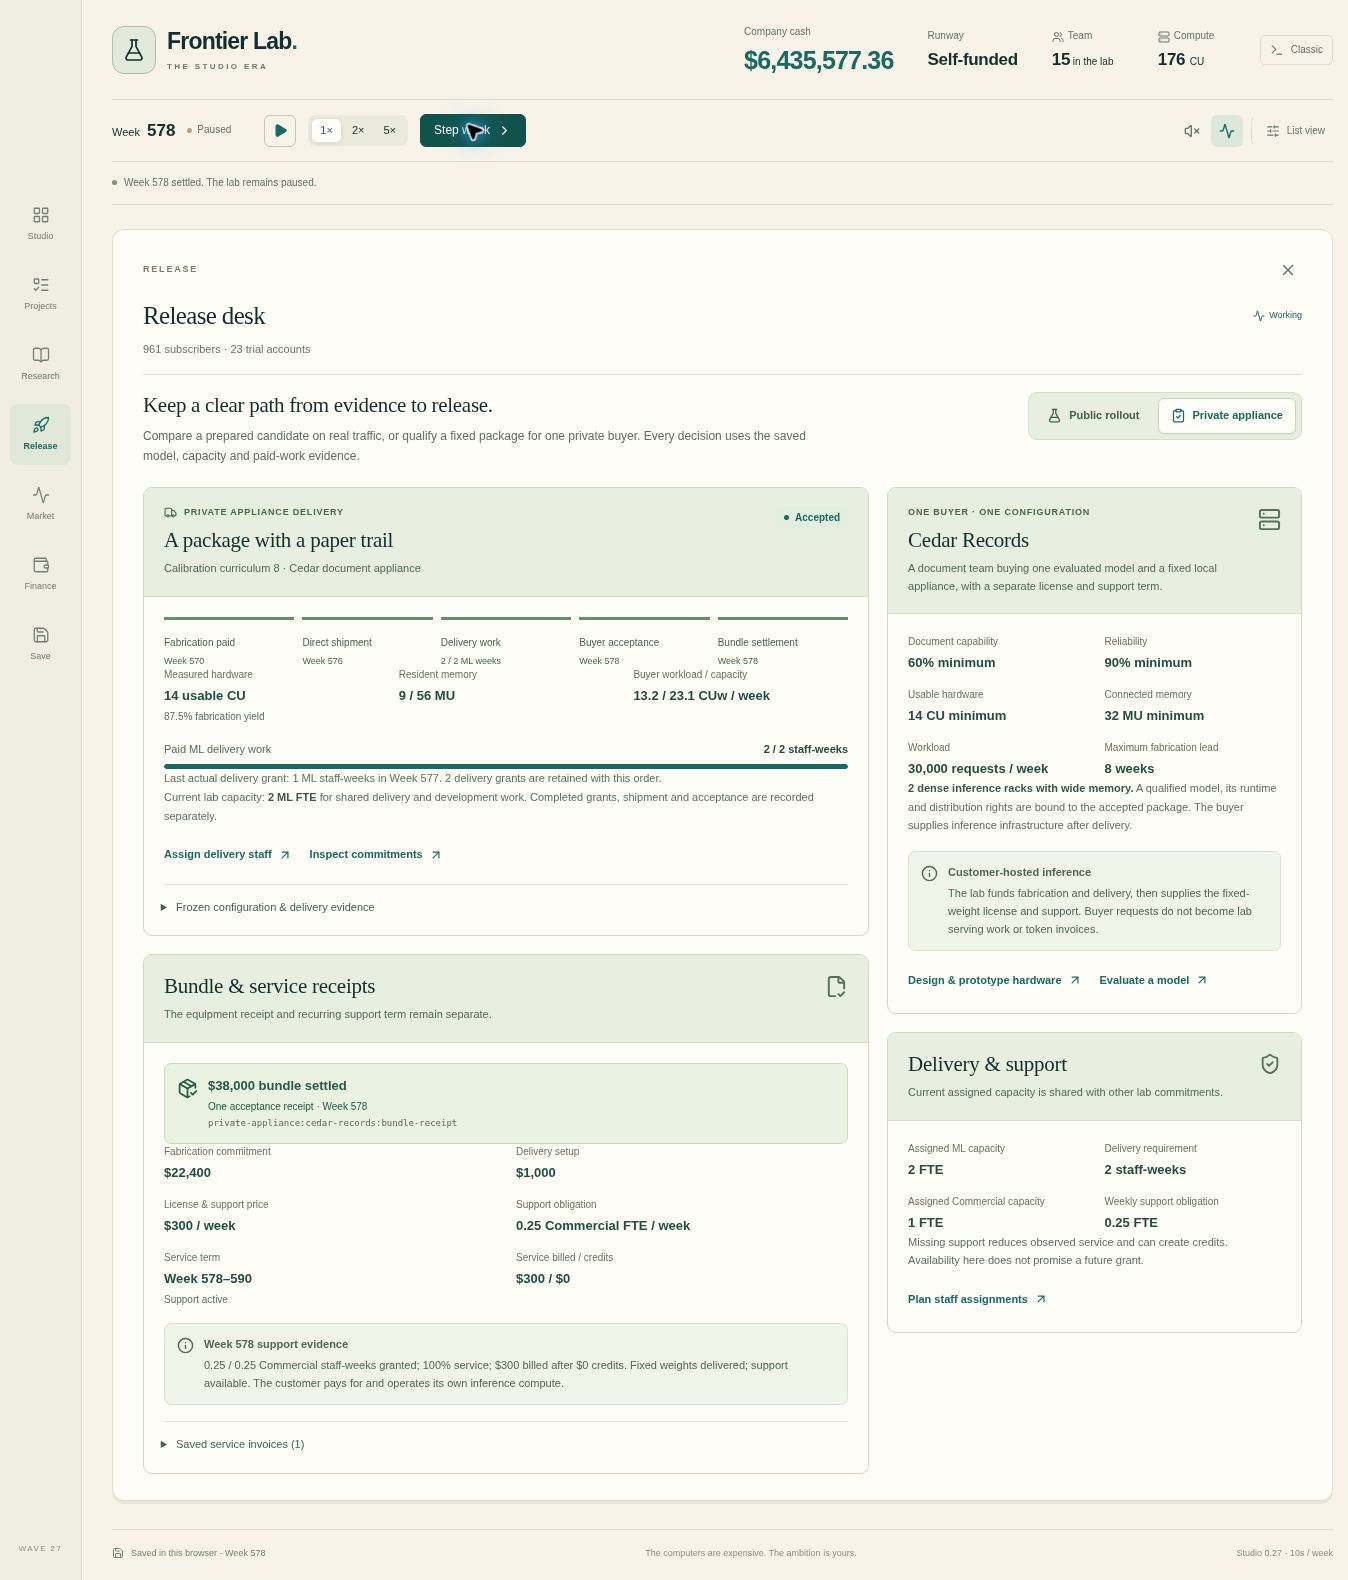 Frontier Lab.
THE STUDIO ERA
Company cash
$6,435,577.36
Runway
Self-funded
Team
15 in the lab
Compute
176 CU
Classic
Week 578
Paused
1×
2×
5×
Step week
List view
Week 578 settled. The lab remains paused.
Studio
Projects
Research
Release
Market
Finance
Save
WAVE 27
RELEASE
Release desk
Working
961 subscribers · 23 trial accounts
Keep a clear path from evidence to release.
Compare a prepared candidate on real traffic, or qualify a fixed package for one private buyer. Every decision uses the saved
model, capacity and paid-work evidence.
Public rollout
Private appliance
PRIVATE APPLIANCE DELIVERY
Accepted
A package with a paper trail
Calibration curriculum 8 · Cedar document appliance
Fabrication paid
Week 570
Direct shipment
Week 576
Delivery work
2 / 2 ML weeks
Buyer acceptance
Week 578
Bundle settlement
Week 578
Measured hardware
14 usable CU
87.5% fabrication yield
Resident memory
9 / 56 MU
Buyer workload / capacity
13.2 / 23.1 CUw / week
Paid ML delivery work
2 / 2 staff-weeks
Last actual delivery grant: 1 ML staff-weeks in Week 577. 2 delivery grants are retained with this order.
Current lab capacity: 2 ML FTE for shared delivery and development work. Completed grants, shipment and acceptance are recorded
separately.
Assign delivery staff
Inspect commitments
Frozen configuration & delivery evidence
Bundle & service receipts
The equipment receipt and recurring support term remain separate.
$38,000 bundle settled
One acceptance receipt · Week 578
private-appliance:cedar-records:bundle-receipt
Fabrication commitment
$22,400
Delivery setup
$1,000
License & support price
$300 / week
Support obligation
0.25 Commercial FTE / week
Service term
Week 578–590
Support active
Service billed / credits
$300 / $0
Week 578 support evidence
0.25 / 0.25 Commercial staff-weeks granted; 100% service; $300 billed after $0 credits. Fixed weights delivered; support
available. The customer pays for and operates its own inference compute.
Saved service invoices (1)
ONE BUYER · ONE CONFIGURATION
Cedar Records
A document team buying one evaluated model and a fixed local
appliance, with a separate license and support term.
Document capability
60% minimum
Reliability
90% minimum
Usable hardware
14 CU minimum
Connected memory
32 MU minimum
Workload
30,000 requests / week
Maximum fabrication lead
8 weeks
2 dense inference racks with wide memory. A qualified model, its runtime
and distribution rights are bound to the accepted package. The buyer
supplies inference infrastructure after delivery.
Customer-hosted inference
The lab funds fabrication and delivery, then supplies the fixed-
weight license and support. Buyer requests do not become lab
serving work or token invoices.
Design & prototype hardware
Evaluate a model
Delivery & support
Current assigned capacity is shared with other lab commitments.
Assigned ML capacity
2 FTE
Delivery requirement
2 staff-weeks
Assigned Commercial capacity
1 FTE
Weekly support obligation
0.25 FTE
Missing support reduces observed service and can create credits.
Availability here does not promise a future grant.
Plan staff assignments
Saved in this browser · Week 578
The computers are expensive. The ambition is yours.
Studio 0.27 · 10s / week